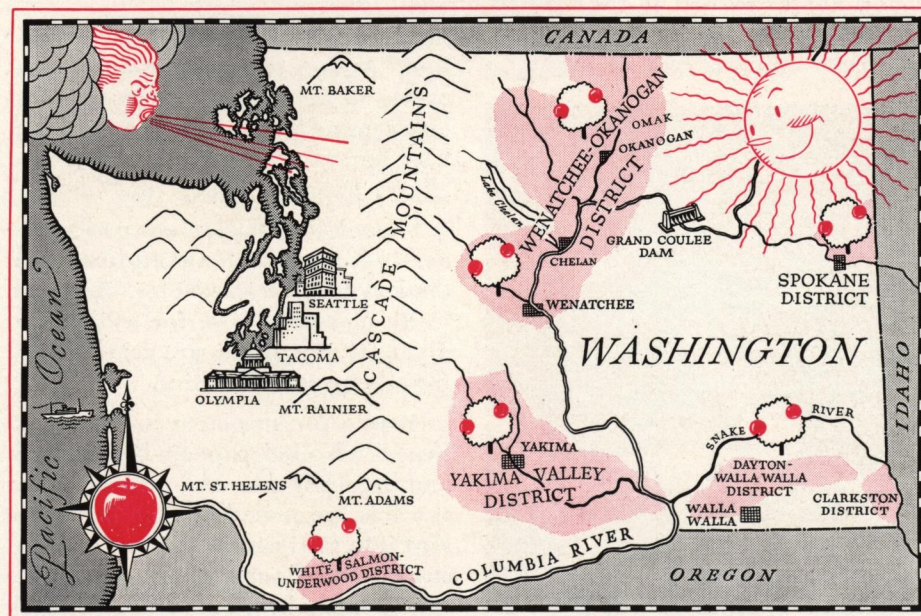 CANADA
MT. BAKER
CASCADE MOUNTAINS
WENATCHEE-OKANOGAN
DISTRICT
OMAK
OKANOGAN
Lake Chelan
CHELAN
GRAND COULEE
DAM
SPOKANE
DISTRICT
WENATCHEE
SEATTLE
TACOMA
OLYMPIA
MT. RAINIER
WASHINGTON
IDAHO
Pacific Ocean
YAKIMA
YAKIMA VALLEY
DISTRICT
SNAKE RIVER
DAYTON-
WALLA WALLA
DISTRICT
WALLA
WALLA
CLARKSTON
DISTRICT
MT. ST. HELENS
MT. ADAMS
WHITE SALMON-
UNDERWOOD DISTRICT
COLUMBIA RIVER
OREGON